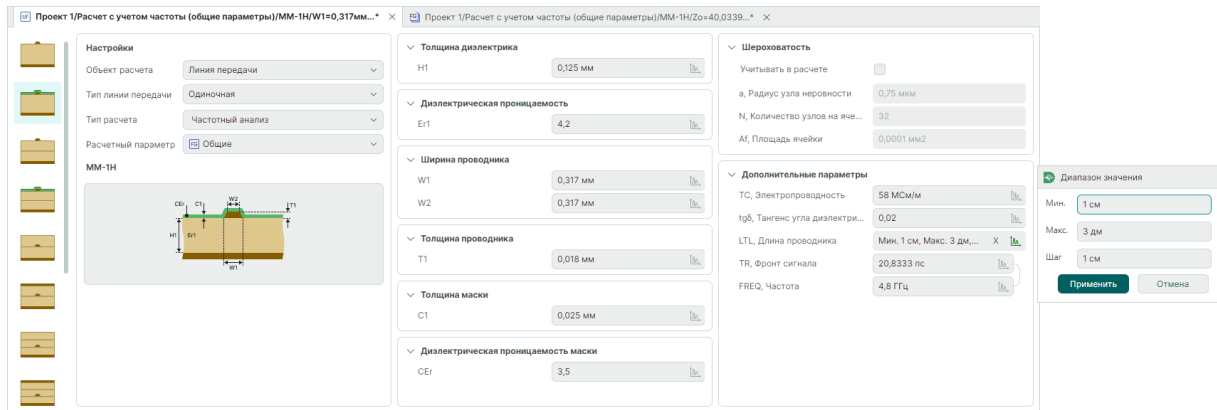 UF Проект 1/Расчет с учетом частоты (общие параметры)/MM-1H/W1=0,317мм...* ×
FG Проект 1/Расчет с учетом частоты (общие параметры)/MM-1H/Zo=40,0339...* ×
Настройки
Объект расчета Линия передачи
Тип линии передачи Одиночная
Тип расчета Частотный анализ
Расчетный параметр FG Общие
MM-1H
CEr C1 W2 T1
H1 Er1
W1
Толщина диэлектрика
H1 0,125 мм
Диэлектрическая проницаемость
Er1 4,2
Ширина проводника
W1 0,317 мм
W2 0,317 мм
Толщина проводника
T1 0,018 мм
Толщина маски
C1 0,025 мм
Диэлектрическая проницаемость маски
CEr 3,5
Шероховатость
Учитывать в расчете
a, Радиус узла неровности 0,75 мкм
N, Количество узлов на яче... 32
Af, Площадь ячейки 0,0001 мм2
Дополнительные параметры
TC, Электропроводность 58 МСм/м
tgδ, Тангенс угла диэлектри... 0,02
LTL, Длина проводника Мин. 1 см, Макс. 3 дм,... X
TR, Фронт сигнала 20,8333 пс
FREQ, Частота 4,8 ГГц
Диапазон значения
Мин. 1 см
Макс. 3 дм
Шаг 1 см
Применить Отмена